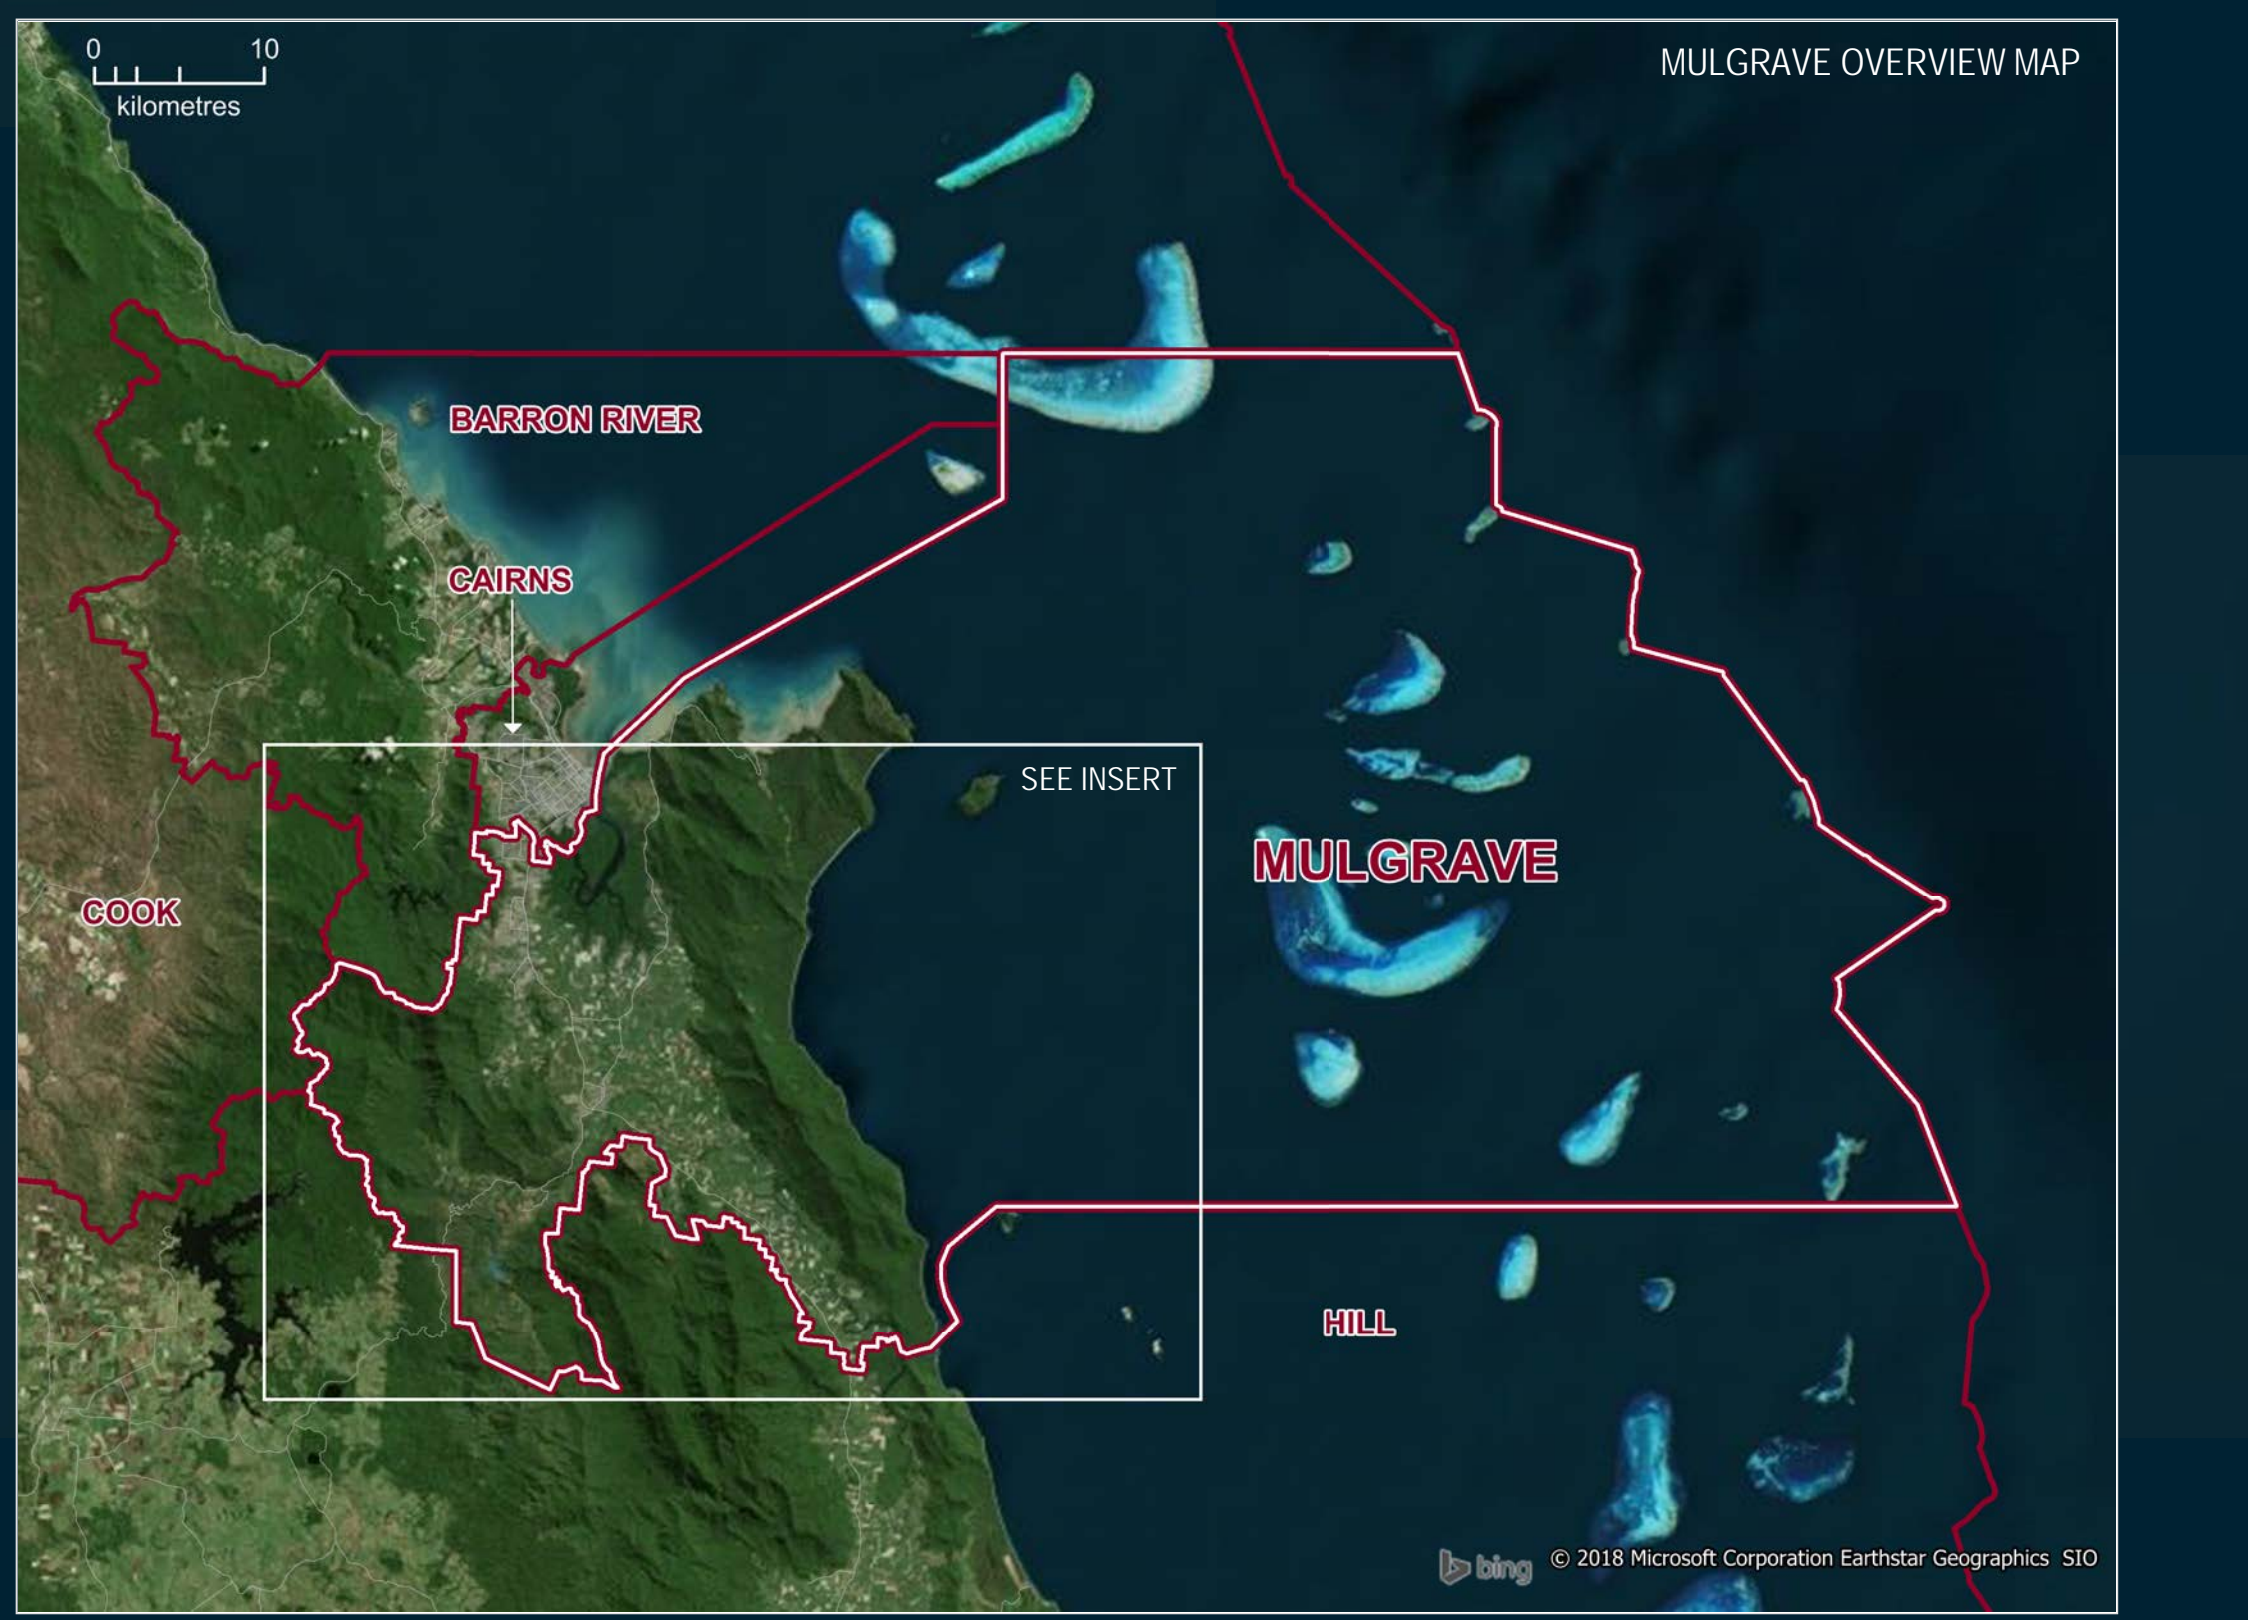 0 10
kilometres
MULGRAVE OVERVIEW MAP
BARRON RIVER
CAIRNS
SEE INSERT
MULGRAVE
COOK
HILL
bing © 2018 Microsoft Corporation Earthstar Geographics SIO